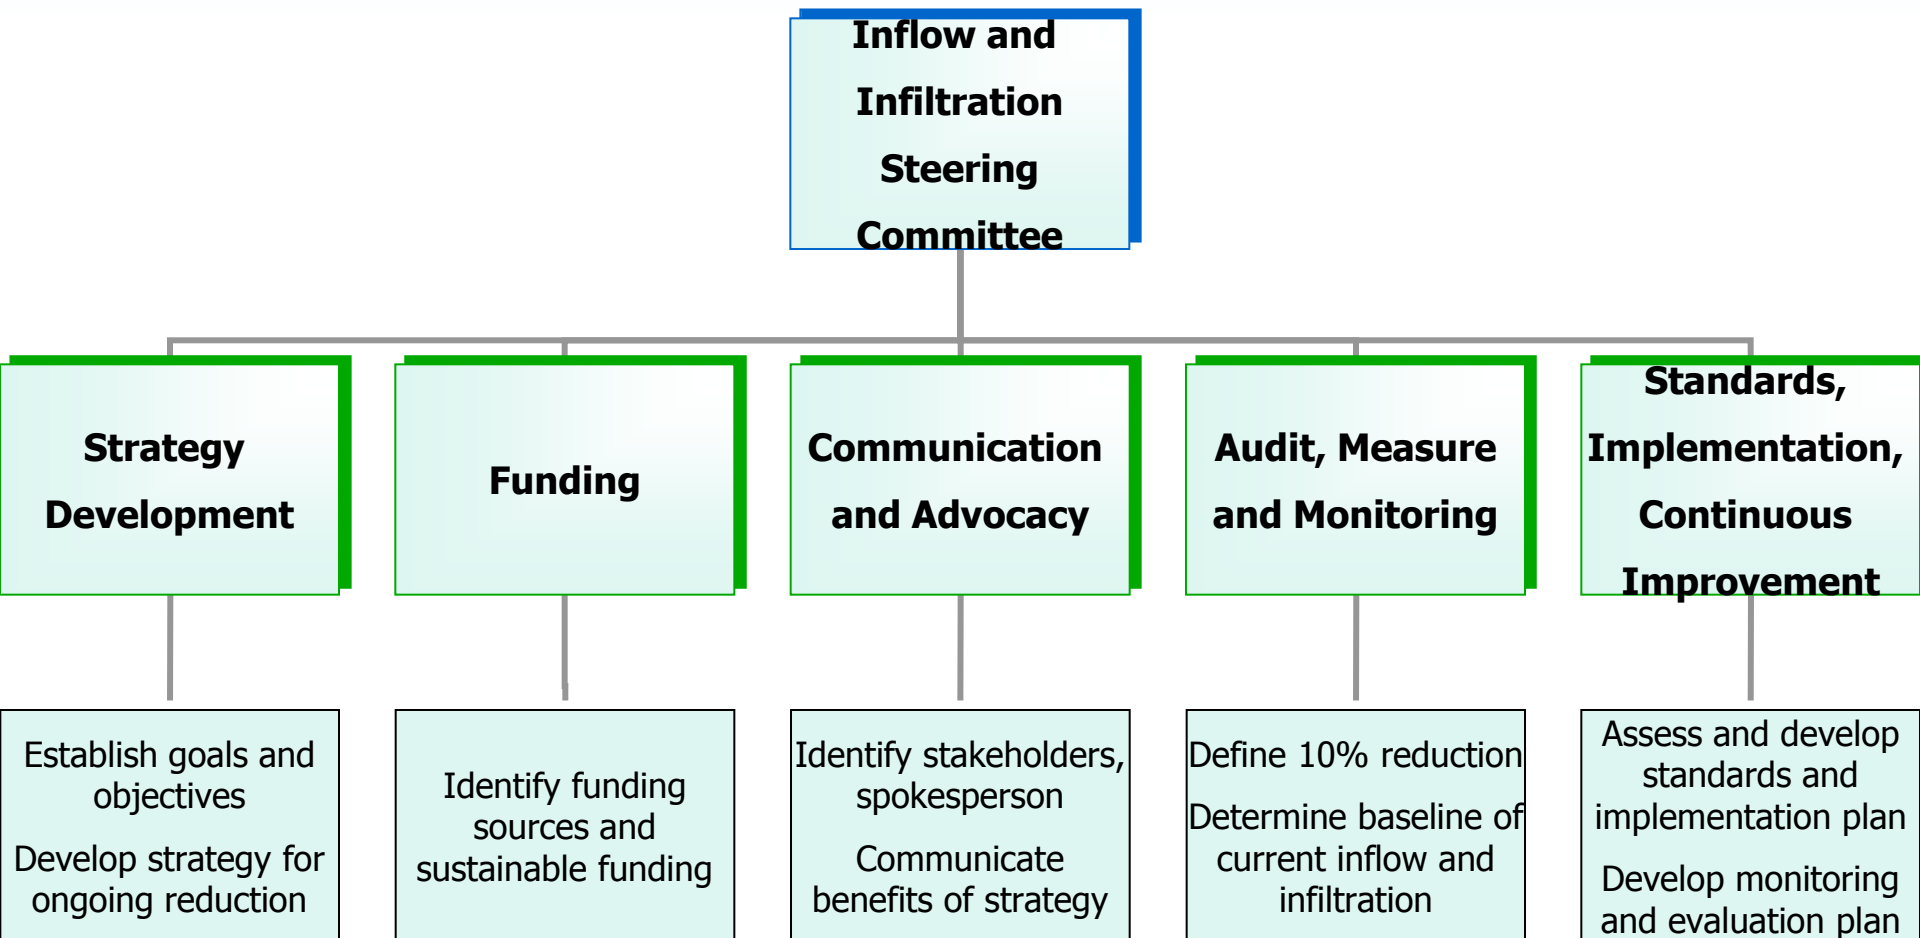 Inflow and
Infiltration
Steering
Committee
Strategy
Development
Funding
Communication
and Advocacy
Audit, Measure
and Monitoring
Standards,
Implementation,
Continuous
Improvement
Establish goals and
objectives
Develop strategy for
ongoing reduction
Identify funding
sources and
sustainable funding
Identify stakeholders,
spokesperson
Communicate
benefits of strategy
Define 10% reduction
Determine baseline of
current inflow and
infiltration
Assess and develop
standards and
implementation plan
Develop monitoring
and evaluation plan